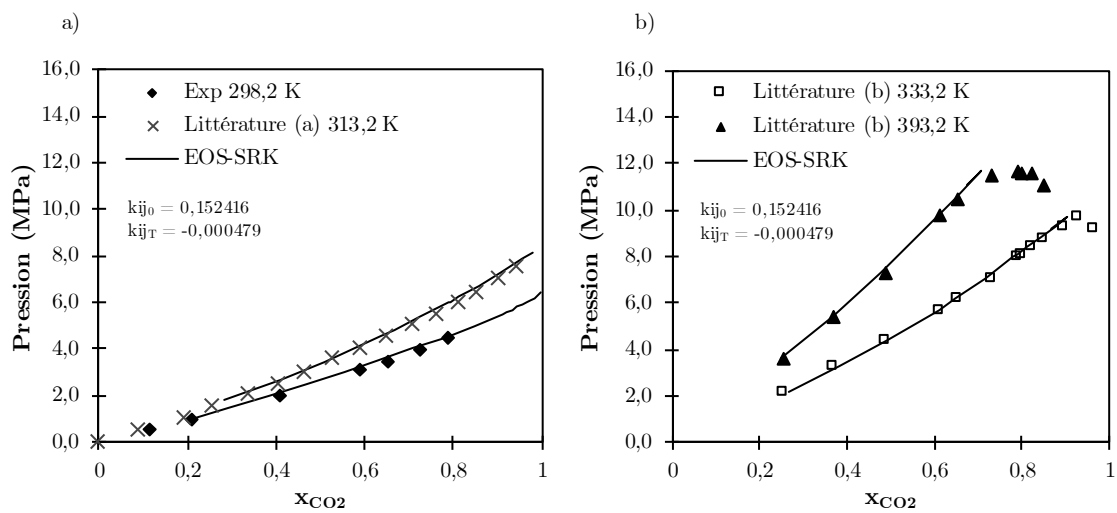 a)
16,0
14,0
12,0
10,0
8,0
6,0
4,0
2,0
0,0
Pression (MPa)
Exp 298,2 K
Littérature (a) 313,2 K
EOS-SRK
kij0 = 0,152416
kijT = -0,000479
0
0,2
0,4
0,6
0,8
1
xCO2
b)
16,0
14,0
12,0
10,0
8,0
6,0
4,0
2,0
0,0
Pression (MPa)
Littérature (b) 333,2 K
Littérature (b) 393,2 K
EOS-SRK
kij0 = 0,152416
kijT = -0,000479
0
0,2
0,4
0,6
0,8
1
xCO2